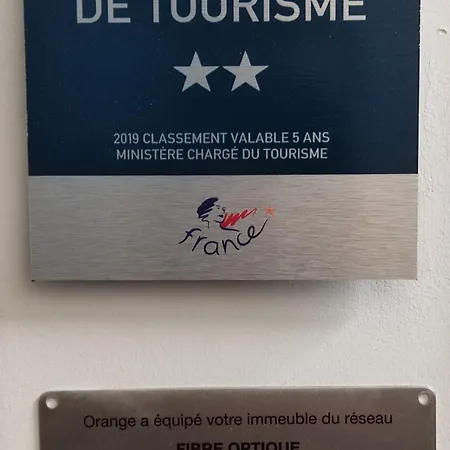 DE TOURISME
2019 CLASSEMENT VALABLE 5 ANS
MINISTÈRE CHARGÉ DU TOURISME
france
Orange a équipé votre immeuble du réseau
FIBRE OPTIQUE